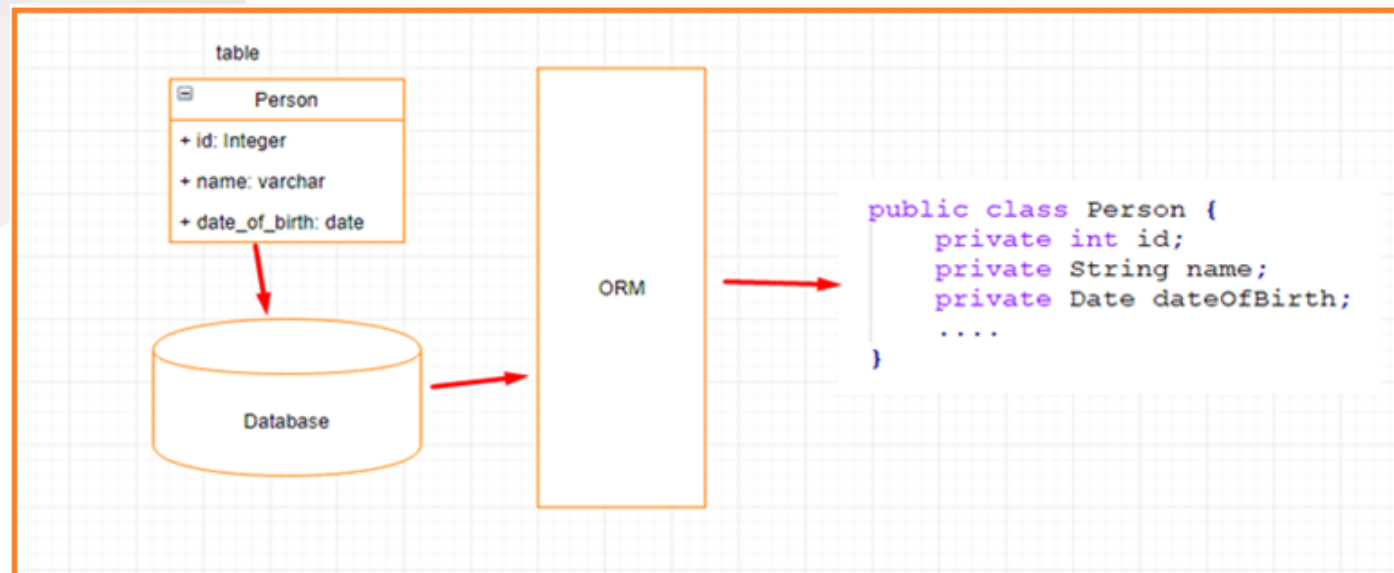 table
Person
+ id: Integer
+ name: varchar
+ date_of_birth: date
Database
ORM
public class Person {
private int id;
private String name;
private Date dateOfBirth;
....
}